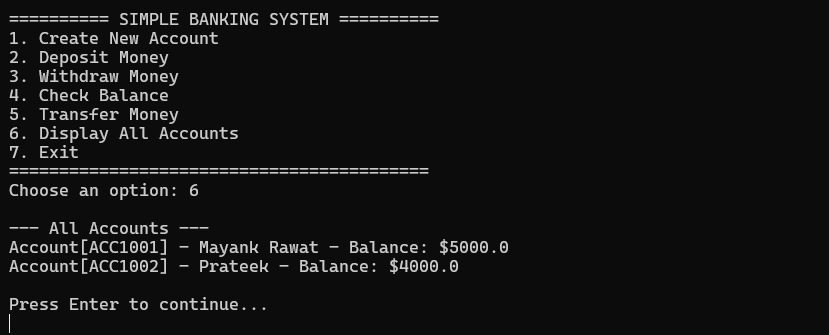 ========== SIMPLE BANKING SYSTEM ==========
1. Create New Account
2. Deposit Money
3. Withdraw Money
4. Check Balance
5. Transfer Money
6. Display All Accounts
7. Exit
==========================================
Choose an option: 6
--- All Accounts ---
Account[ACC1001] - Mayank Rawat - Balance: $5000.0
Account[ACC1002] - Prateek - Balance: $4000.0
Press Enter to continue...